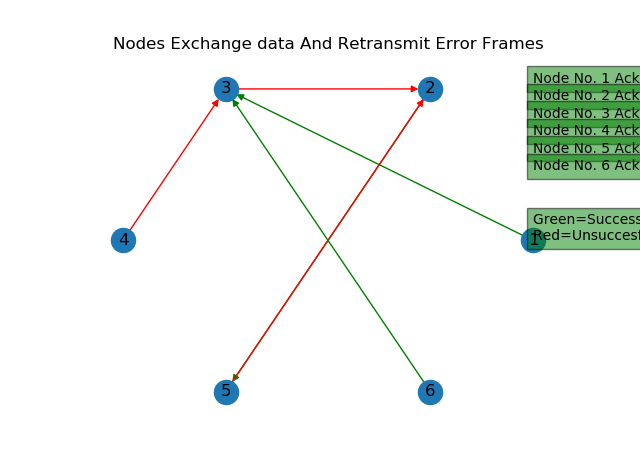 Nodes Exchange data And Retransmit Error Frames
3
2
Node No. 1 Ack
Node No. 2 Ack
Node No. 3 Ack
Node No. 4 Ack
Node No. 5 Ack
Node No. 6 Ack
Green=Success
Red=Unsuccesf
4
1
5
6